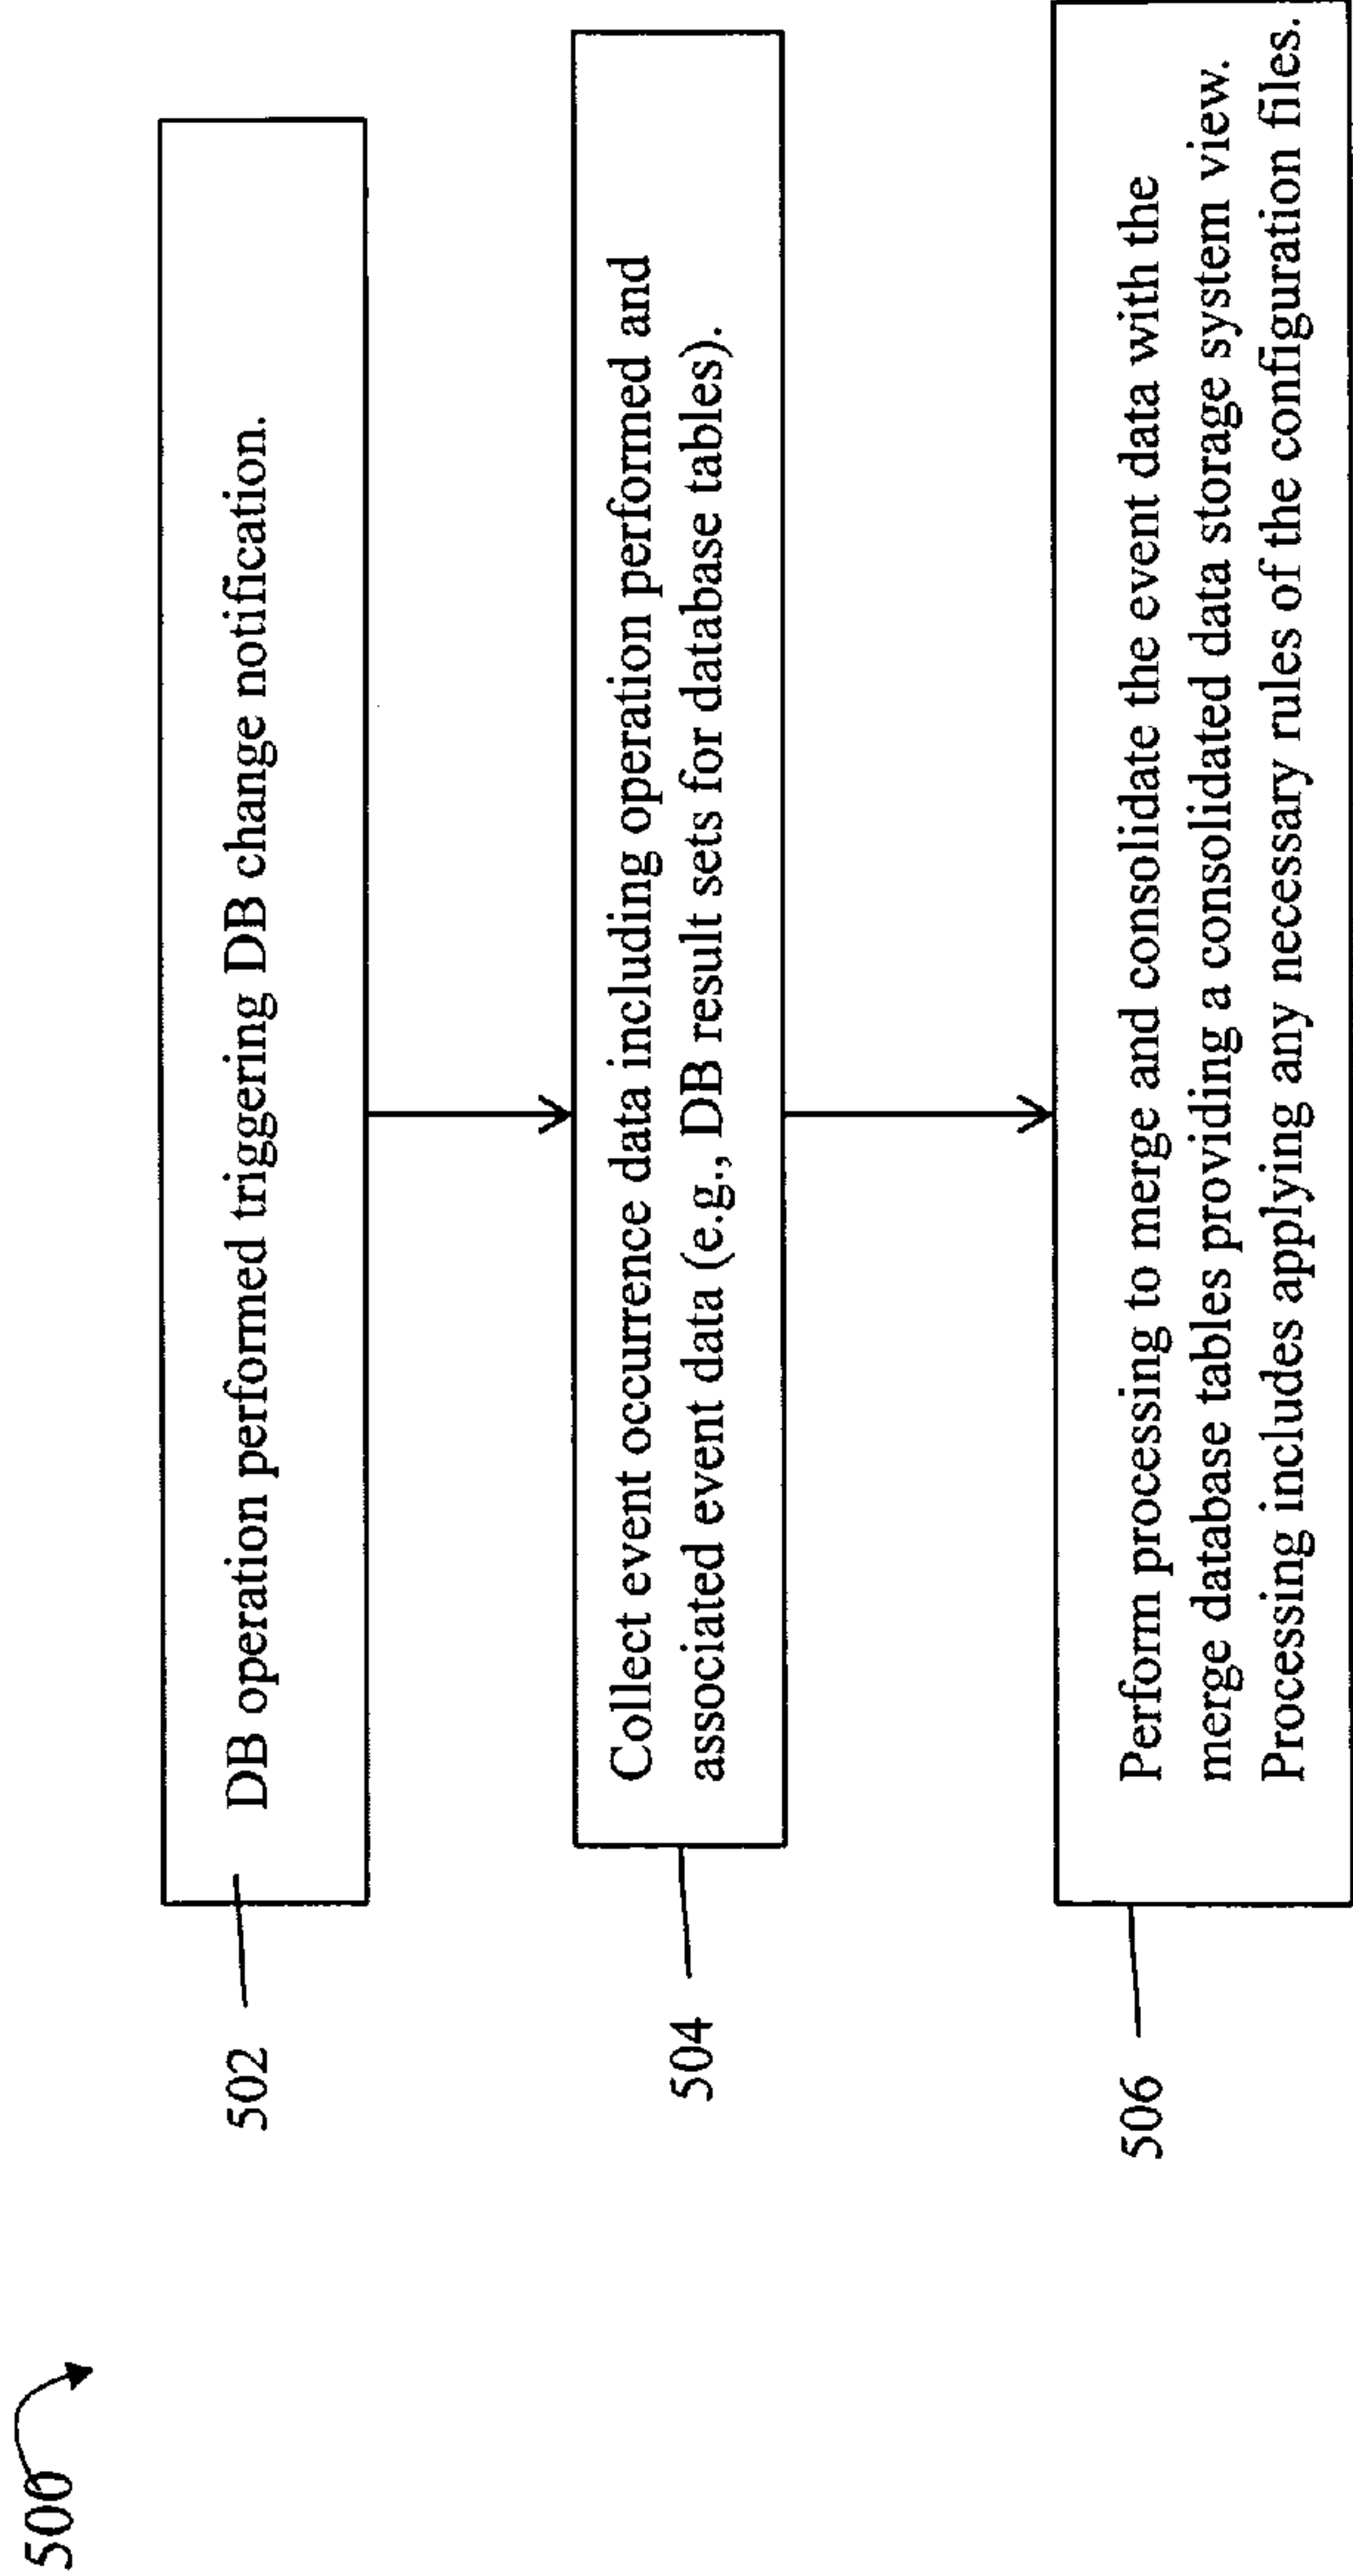 500
502
DB operation performed triggering DB change notification.
504
Collect event occurrence data including operation performed and
associated event data (e.g., DB result sets for database tables).
506
Perform processing to merge and consolidate the event data with the
merge database tables providing a consolidated data storage system view.
Processing includes applying any necessary rules of the configuration files.